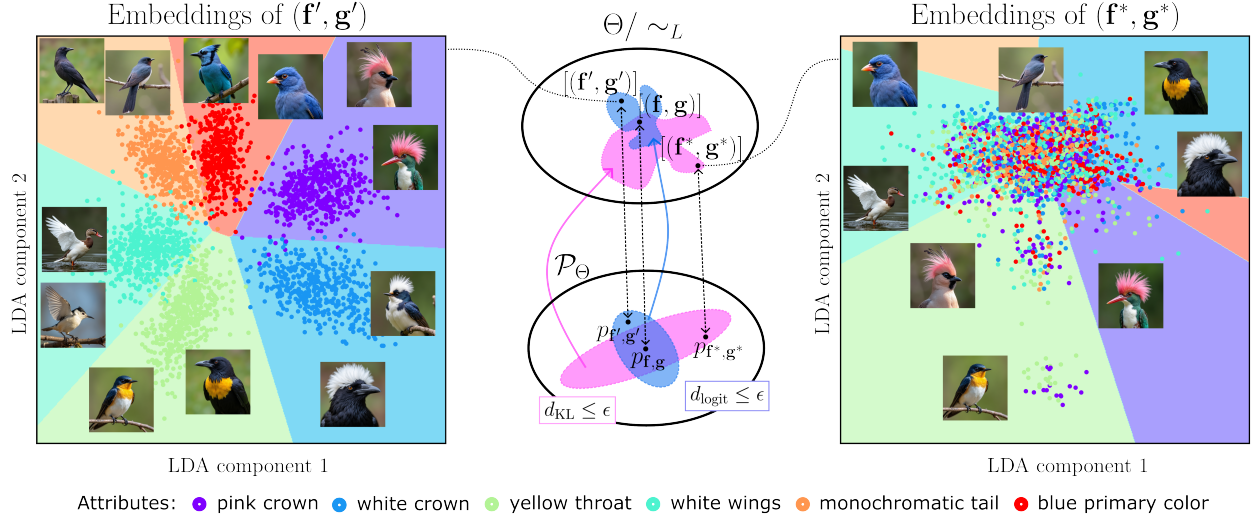 Embeddings of (f′, g′)
Θ/ ∼L
Embeddings of (f*, g*)
LDA component 2
LDA component 1
[(f′, g′)]
[(f, g)]
[(f*, g*)]
𝒫Θ
pf′,g′
pf,g
pf*,g*
dKL ≤ ϵ
dlogit ≤ ϵ
LDA component 2
LDA component 1
Attributes: pink crown white crown yellow throat white wings monochromatic tail blue primary color